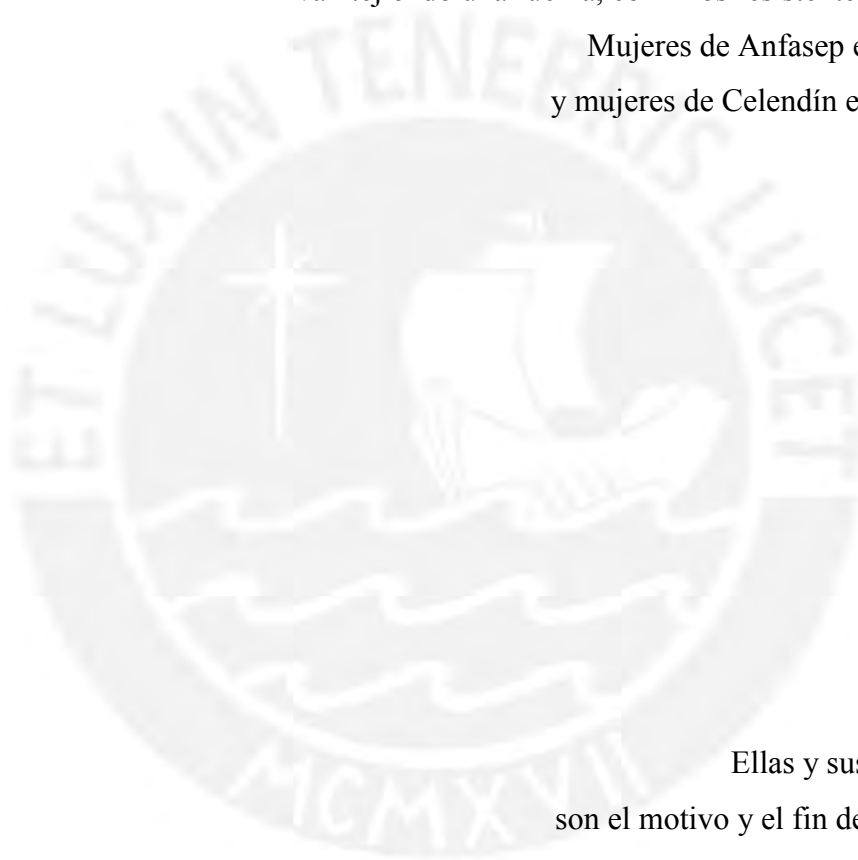 Mujeres de Anfasep e
y mujeres de Celendín e
ET LUX IN TENEBRIS LUCET
MCMXVII
Ellas y sus
son el motivo y el fin de